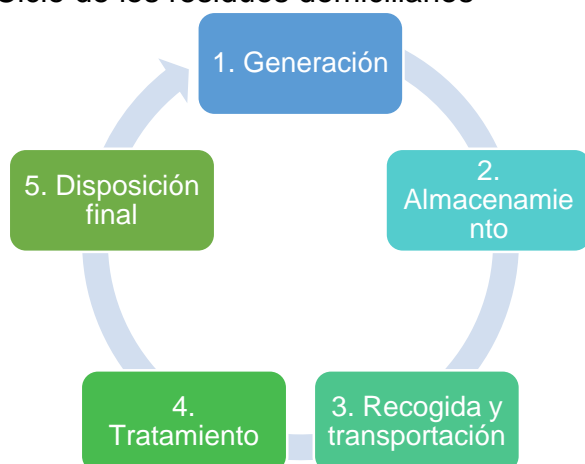 Ciclo de los residuos domiciliarios
1. Generación
2.
Almacenamie
nto
3. Recogida y
transportación
4.
Tratamiento
5. Disposición
final